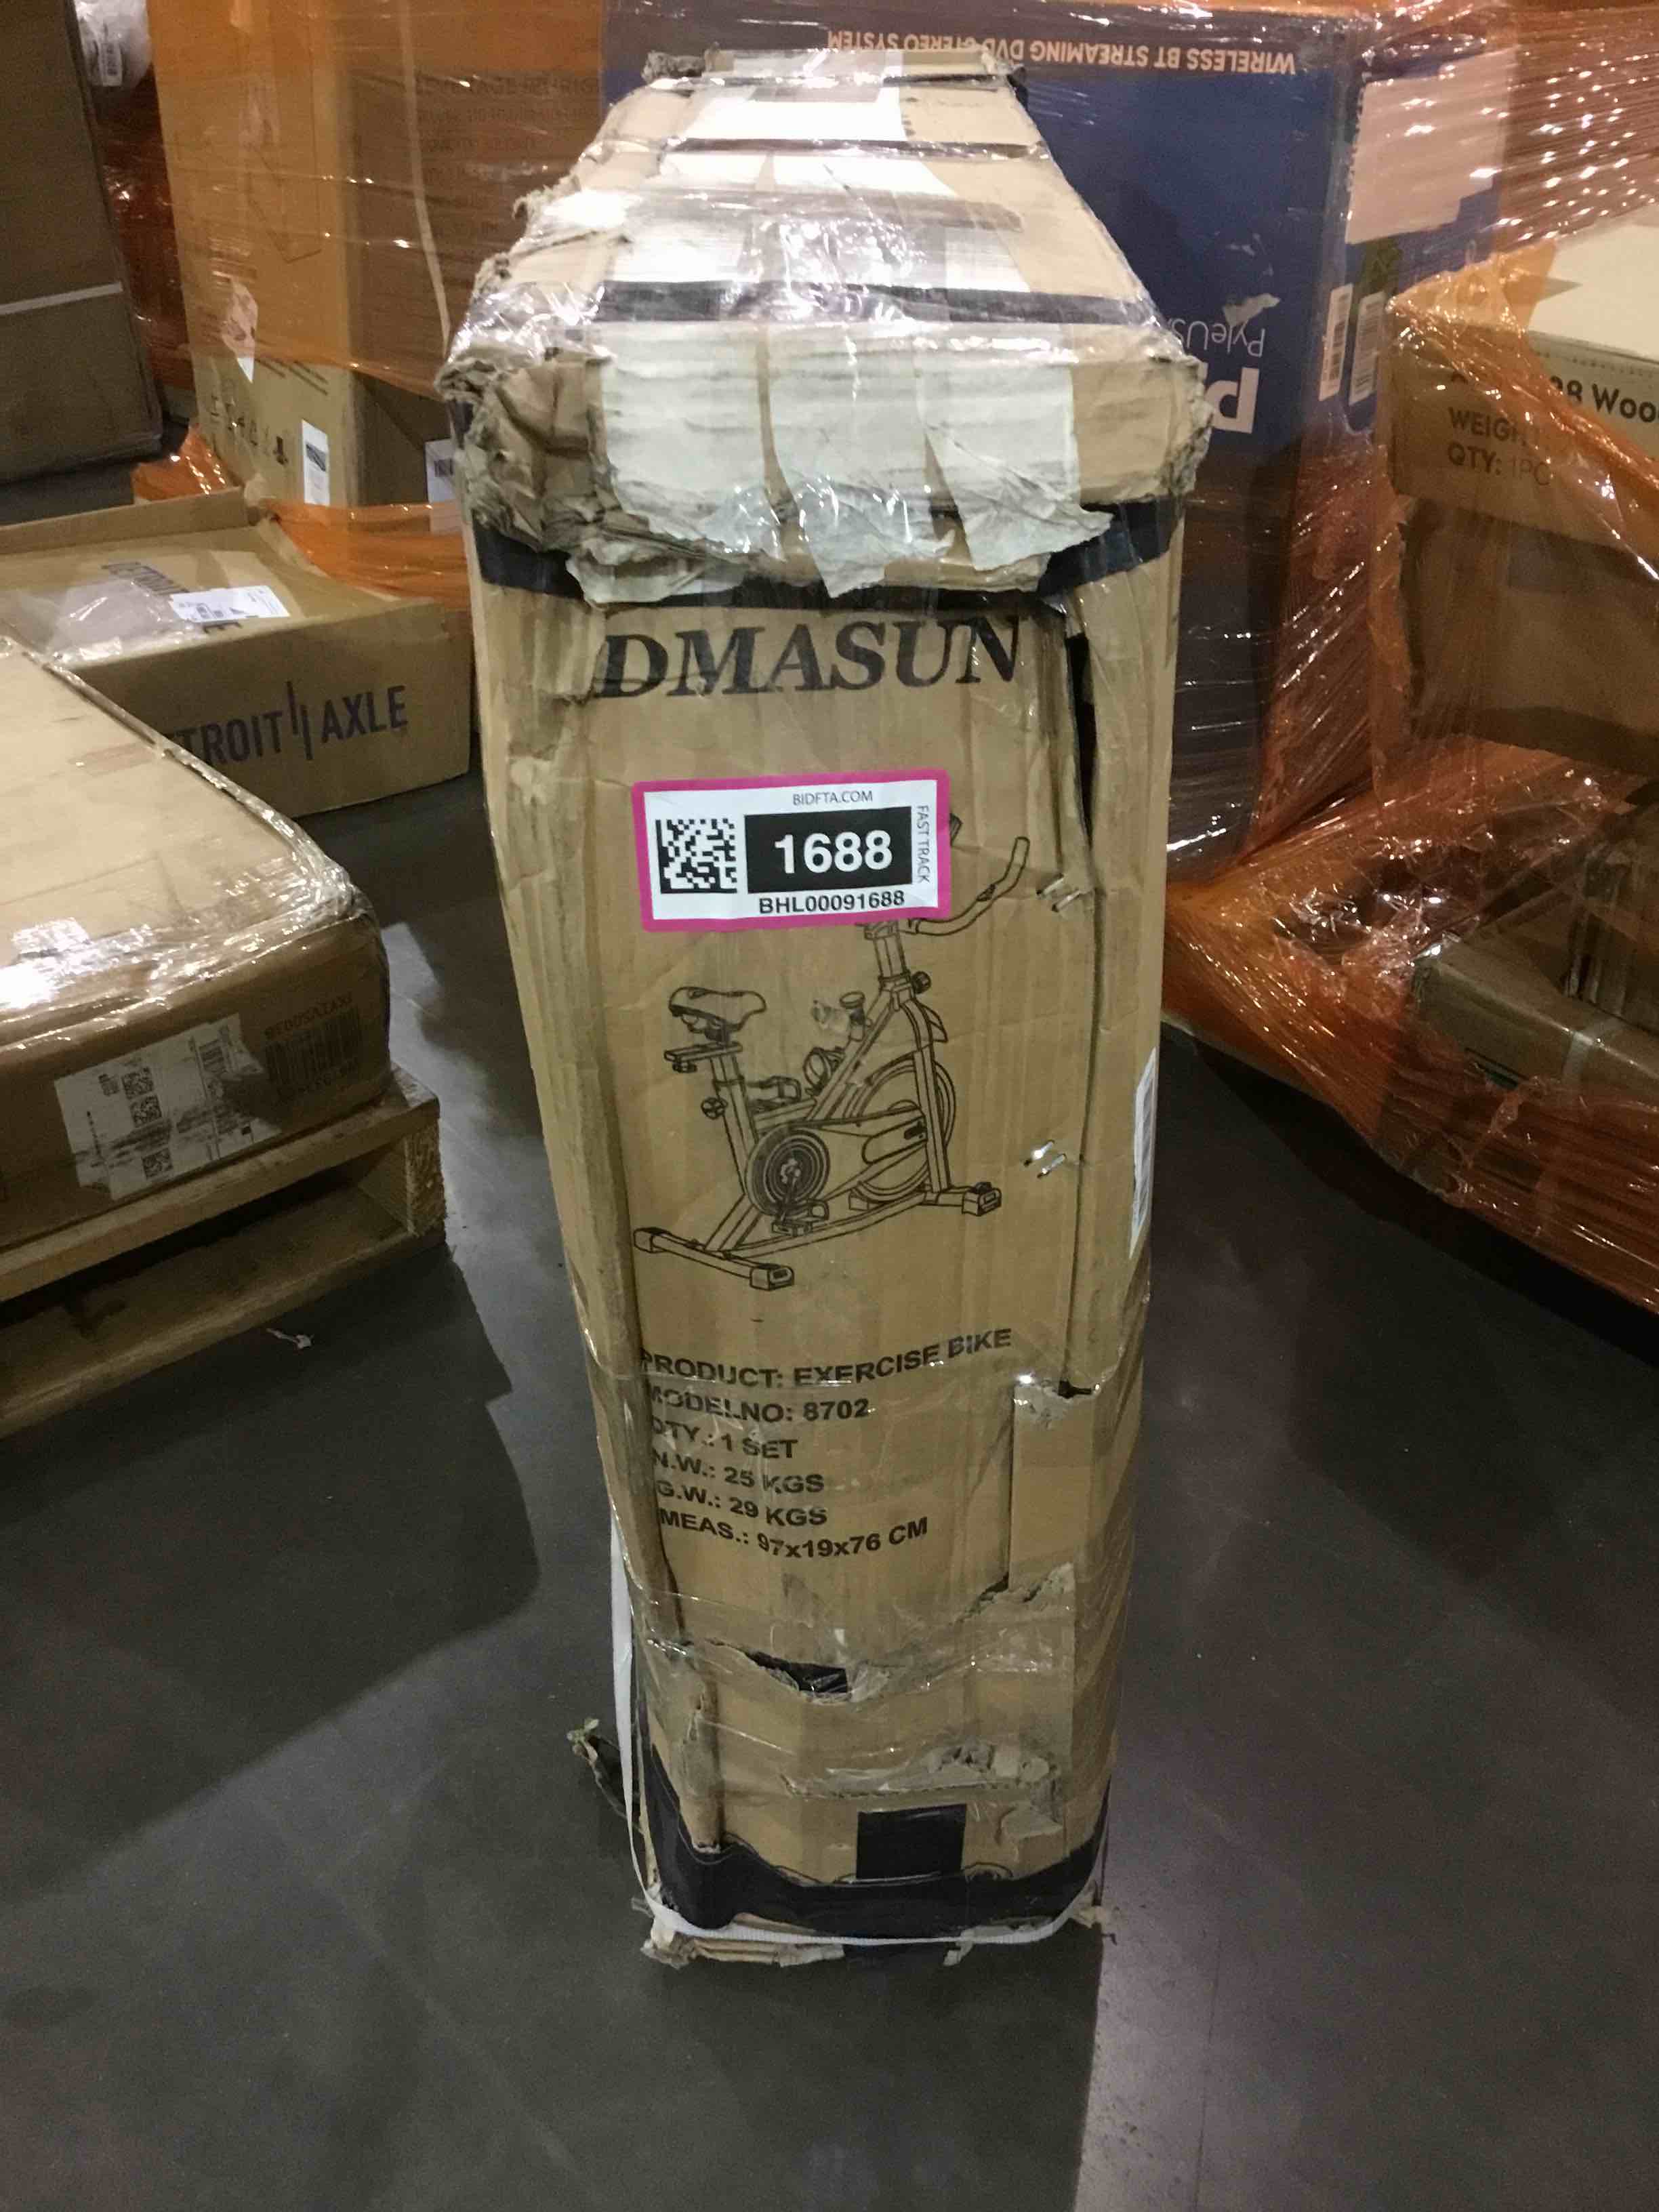 WIRELESS BT STREAMING DVD STEREO SYSTEM
PyleUSA
WEIGHT
QTY: 1PC
DETROIT AXLE
DMASUN
BIDFTA.COM
1688
FAST TRACK
BHL00091688
PRODUCT: EXERCISE BIKE
MODELNO: 8702
QTY.: 1 SET
N.W.: 25 KGS
G.W.: 29 KGS
MEAS.: 97x19x76 CM